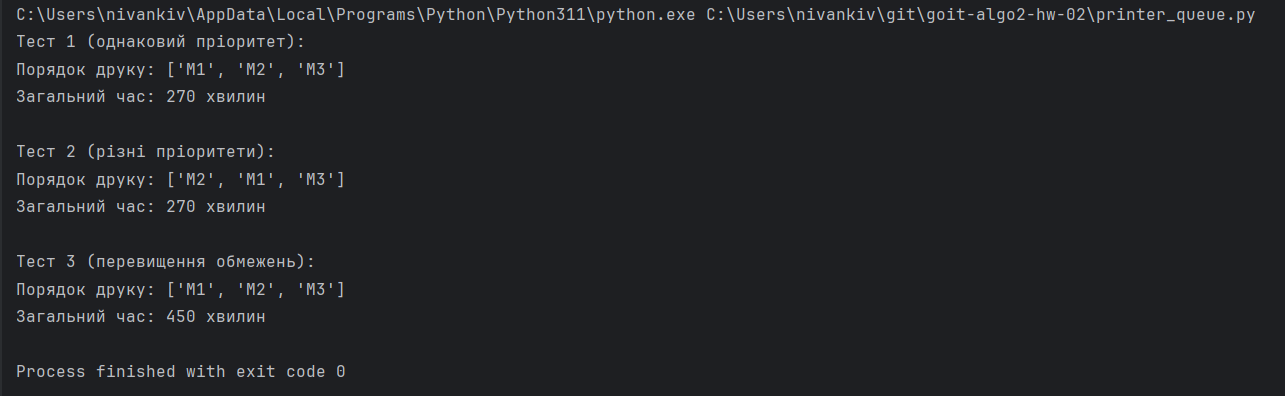 C:\Users\nivankiv\AppData\Local\Programs\Python\Python311\python.exe C:\Users\nivankiv\git\goit-algo2-hw-02\printer_queue.py
Тест 1 (однаковий пріоритет):
Порядок друку: ['M1', 'M2', 'M3']
Загальний час: 270 хвилин
Тест 2 (різні пріоритети):
Порядок друку: ['M2', 'M1', 'M3']
Загальний час: 270 хвилин
Тест 3 (перевищення обмежень):
Порядок друку: ['M1', 'M2', 'M3']
Загальний час: 450 хвилин
Process finished with exit code 0